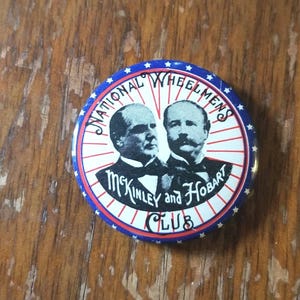 NATIONAL WHEELMEN'S
McKINLEY and HOBART
CLUB